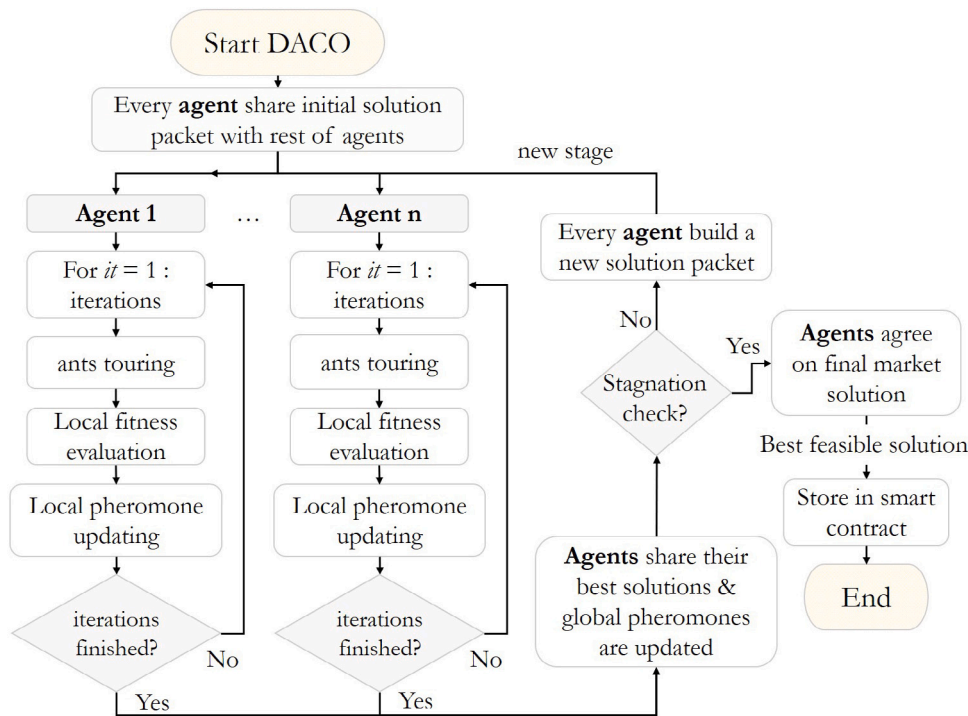 Start DACO
Every agent share initial solution
packet with rest of agents
new stage
Agent 1
...
Agent n
For it = 1 :
iterations
ants touring
Local fitness
evaluation
Local pheromone
updating
iterations
finished?
No
Yes
For it = 1 :
iterations
ants touring
Local fitness
evaluation
Local pheromone
updating
iterations
finished?
No
Yes
Agents share their
best solutions &
global pheromones
are updated
Stagnation
check?
No
Every agent build a
new solution packet
Yes
Agents agree
on final market
solution
Best feasible solution
Store in smart
contract
End